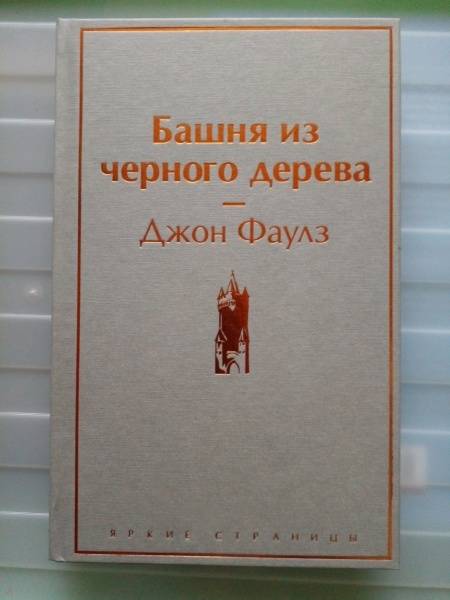 Башня из
черного дерева
Джон Фаулз
ЯРКИЕ СТРАНИЦЫ